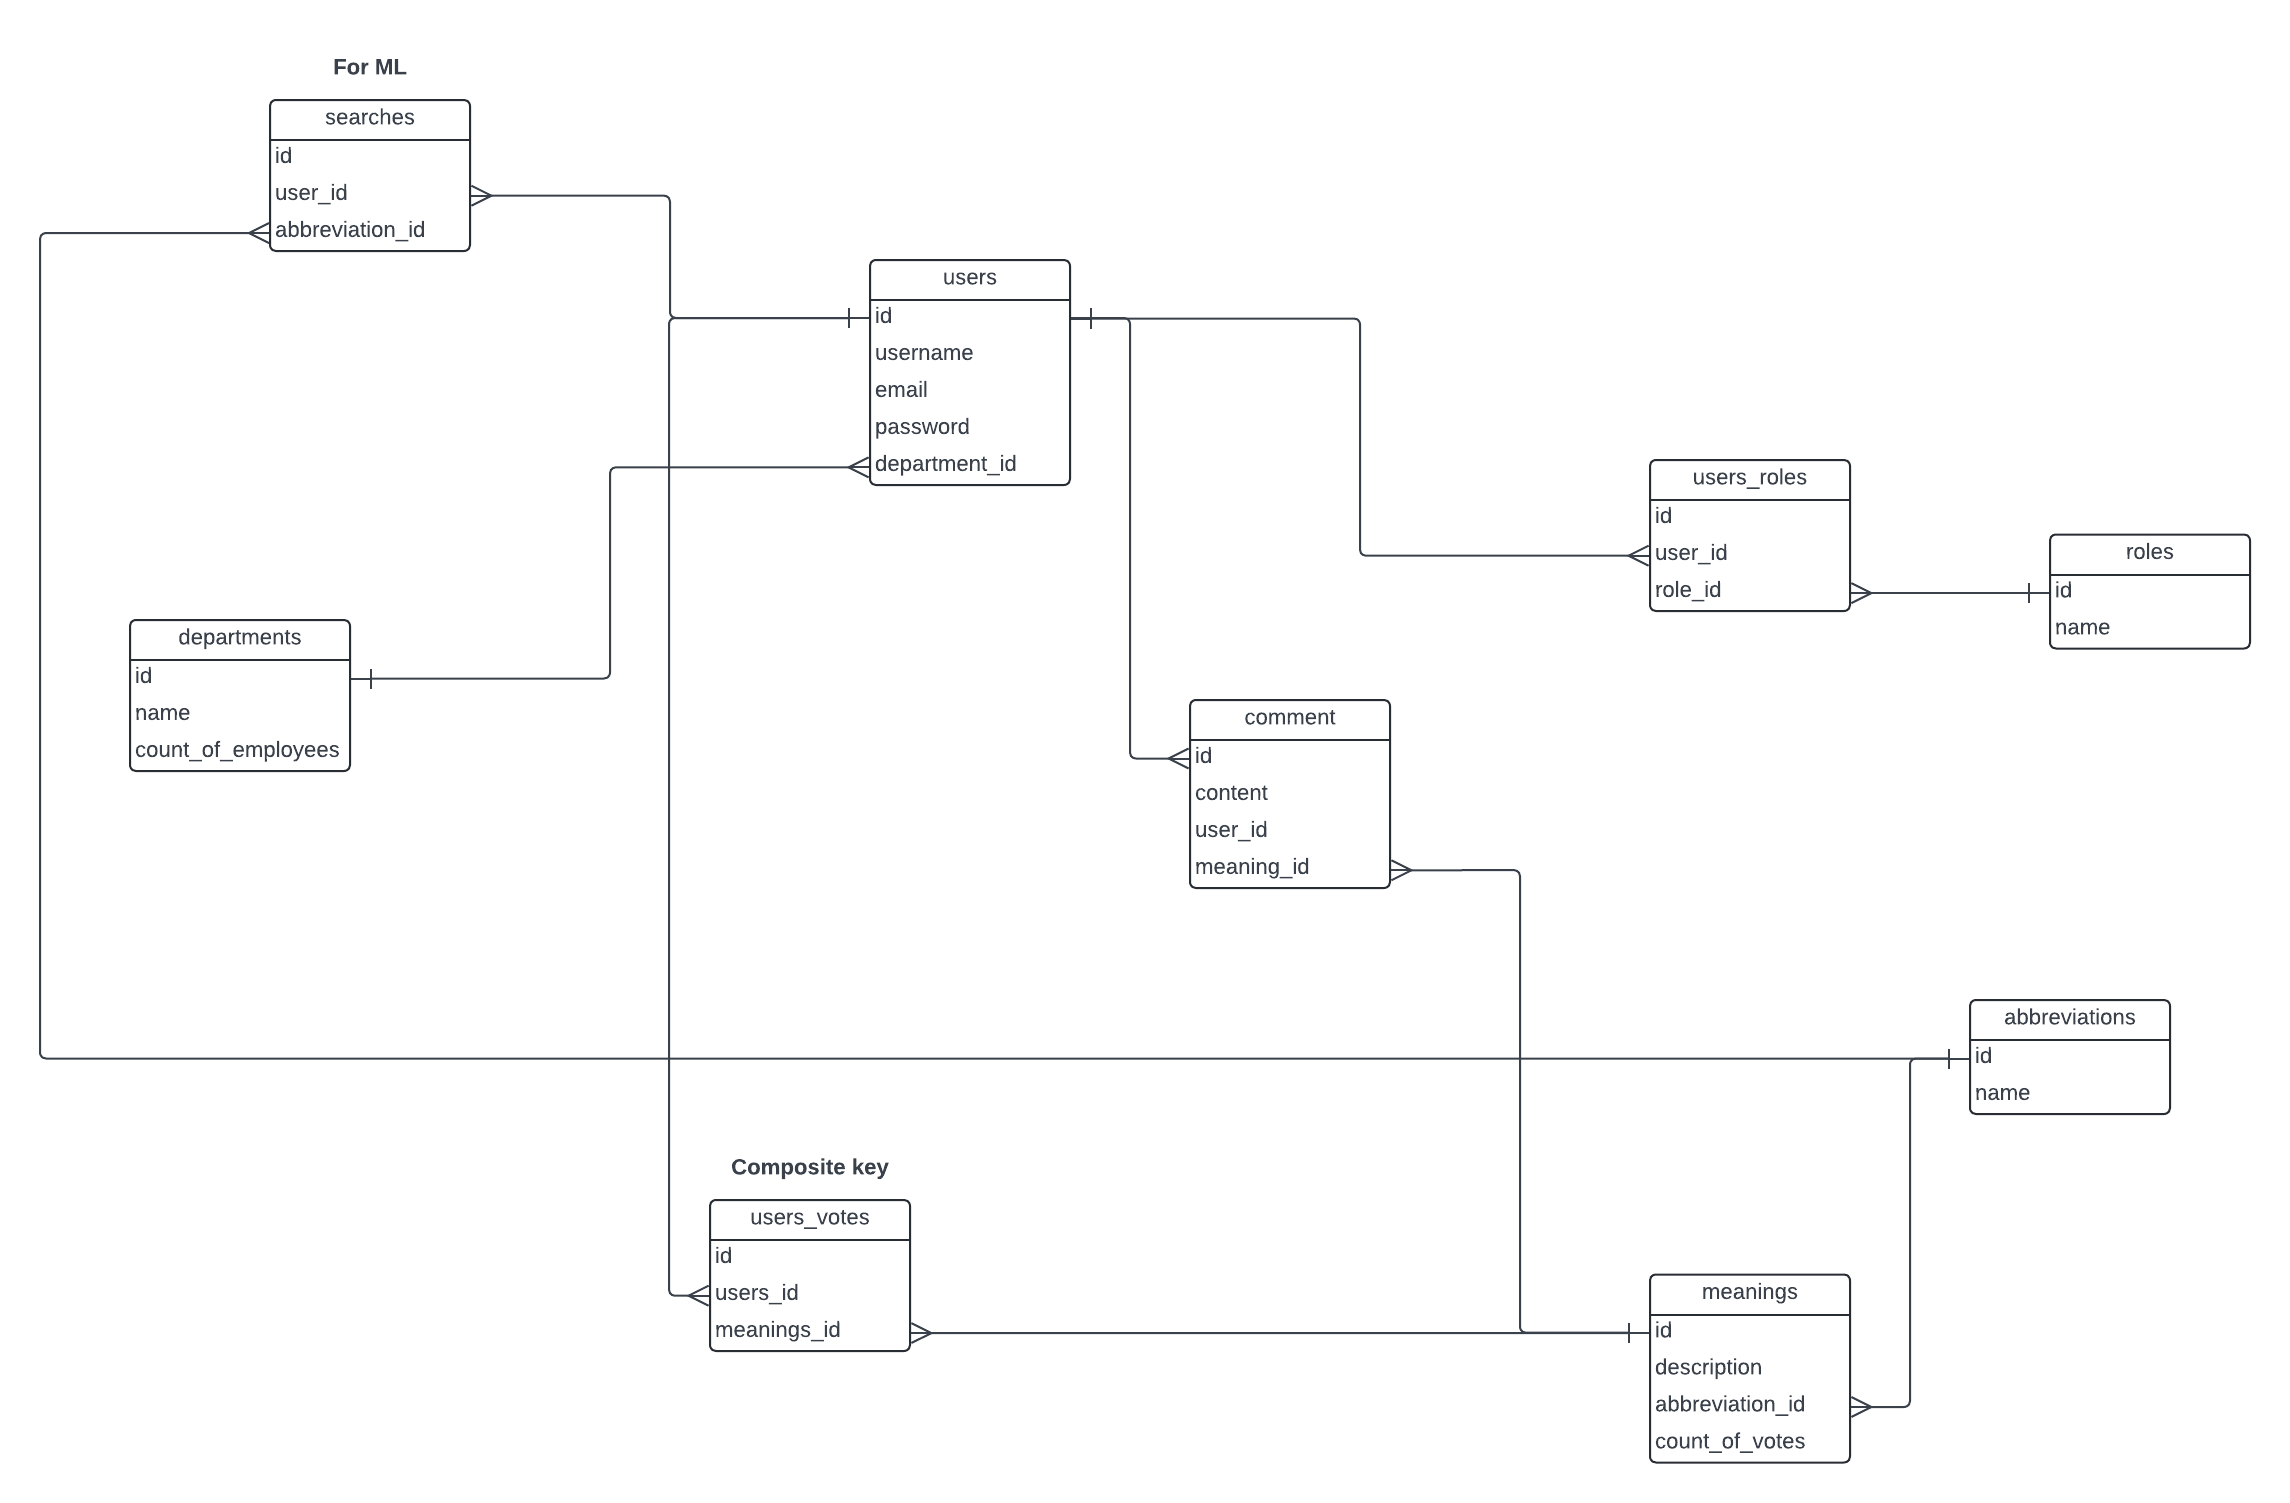 For ML
searches
id
user_id
abbreviation_id
users
id
username
email
password
department_id
users_roles
id
user_id
role_id
roles
id
name
departments
id
name
count_of_employees
comment
id
content
user_id
meaning_id
abbreviations
id
name
Composite key
users_votes
id
users_id
meanings_id
meanings
id
description
abbreviation_id
count_of_votes